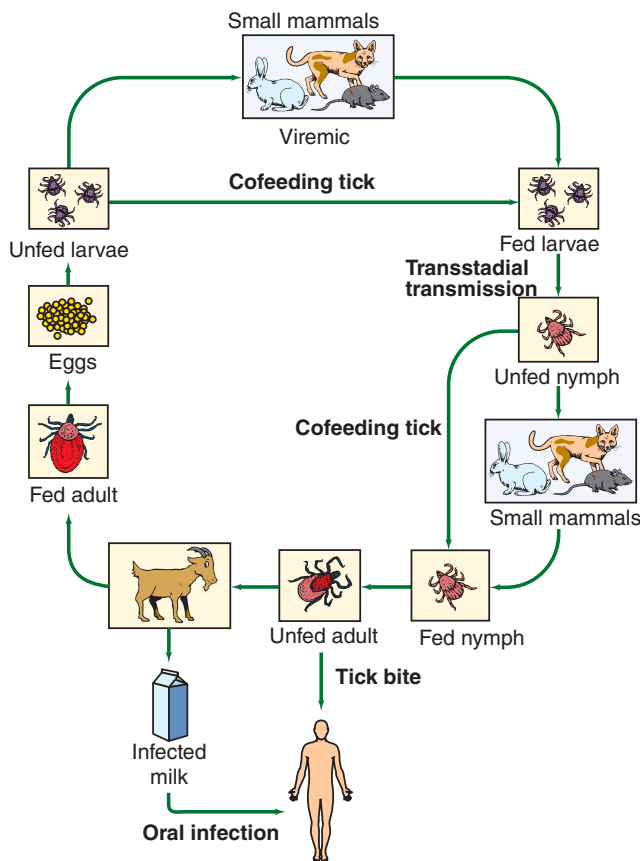 Small mammals
Viremic
Cofeeding tick
Unfed larvae
Fed larvae
Transstadial
transmission
Eggs
Unfed nymph
Cofeeding tick
Fed adult
Small mammals
Unfed adult
Fed nymph
Tick bite
Infected
milk
Oral infection